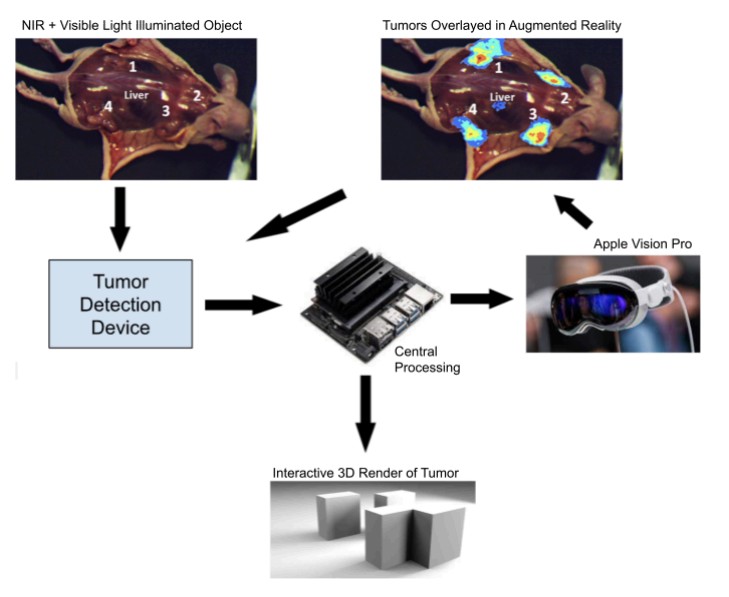 NIR + Visible Light Illuminated Object
Tumors Overlayed in Augmented Reality
1
Liver
2
4
3
1
Liver
2
4
3
Apple Vision Pro
Tumor
Detection
Device
Central
Processing
Interactive 3D Render of Tumor